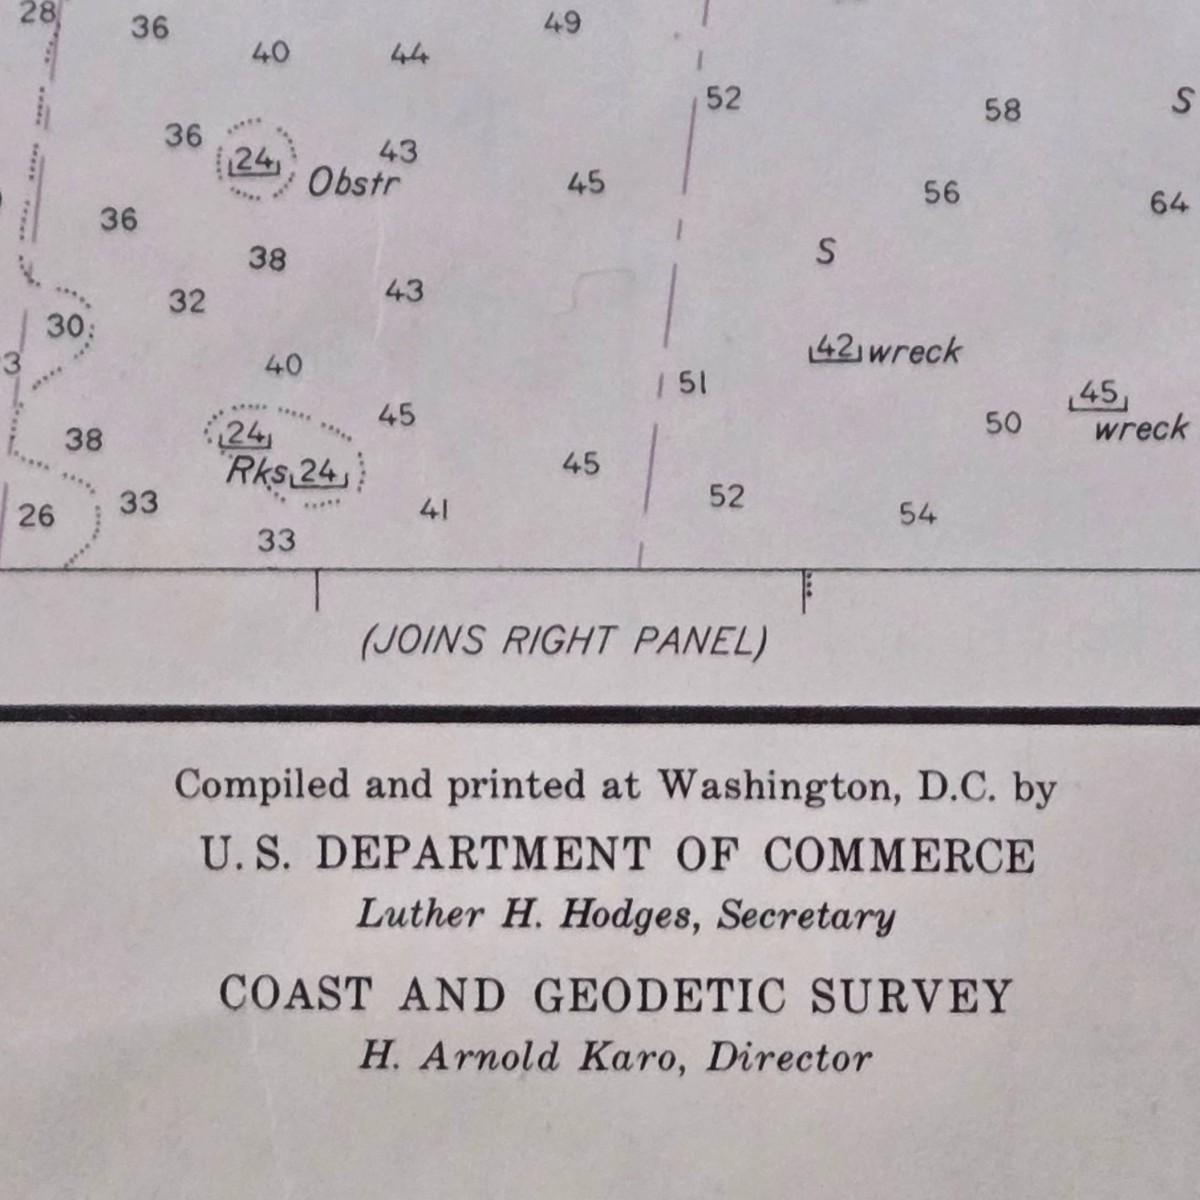 28 36 49
40 44
52 58 S
36 24 43
Obstr 45 56 64
36
38 S
32 43
30
3 40 42 wreck
51 45
45 50 wreck
38 24
Rks 24 45
26 33 41 52 54
33
(JOINS RIGHT PANEL)
Compiled and printed at Washington, D.C. by
U. S. DEPARTMENT OF COMMERCE
Luther H. Hodges, Secretary
COAST AND GEODETIC SURVEY
H. Arnold Karo, Director